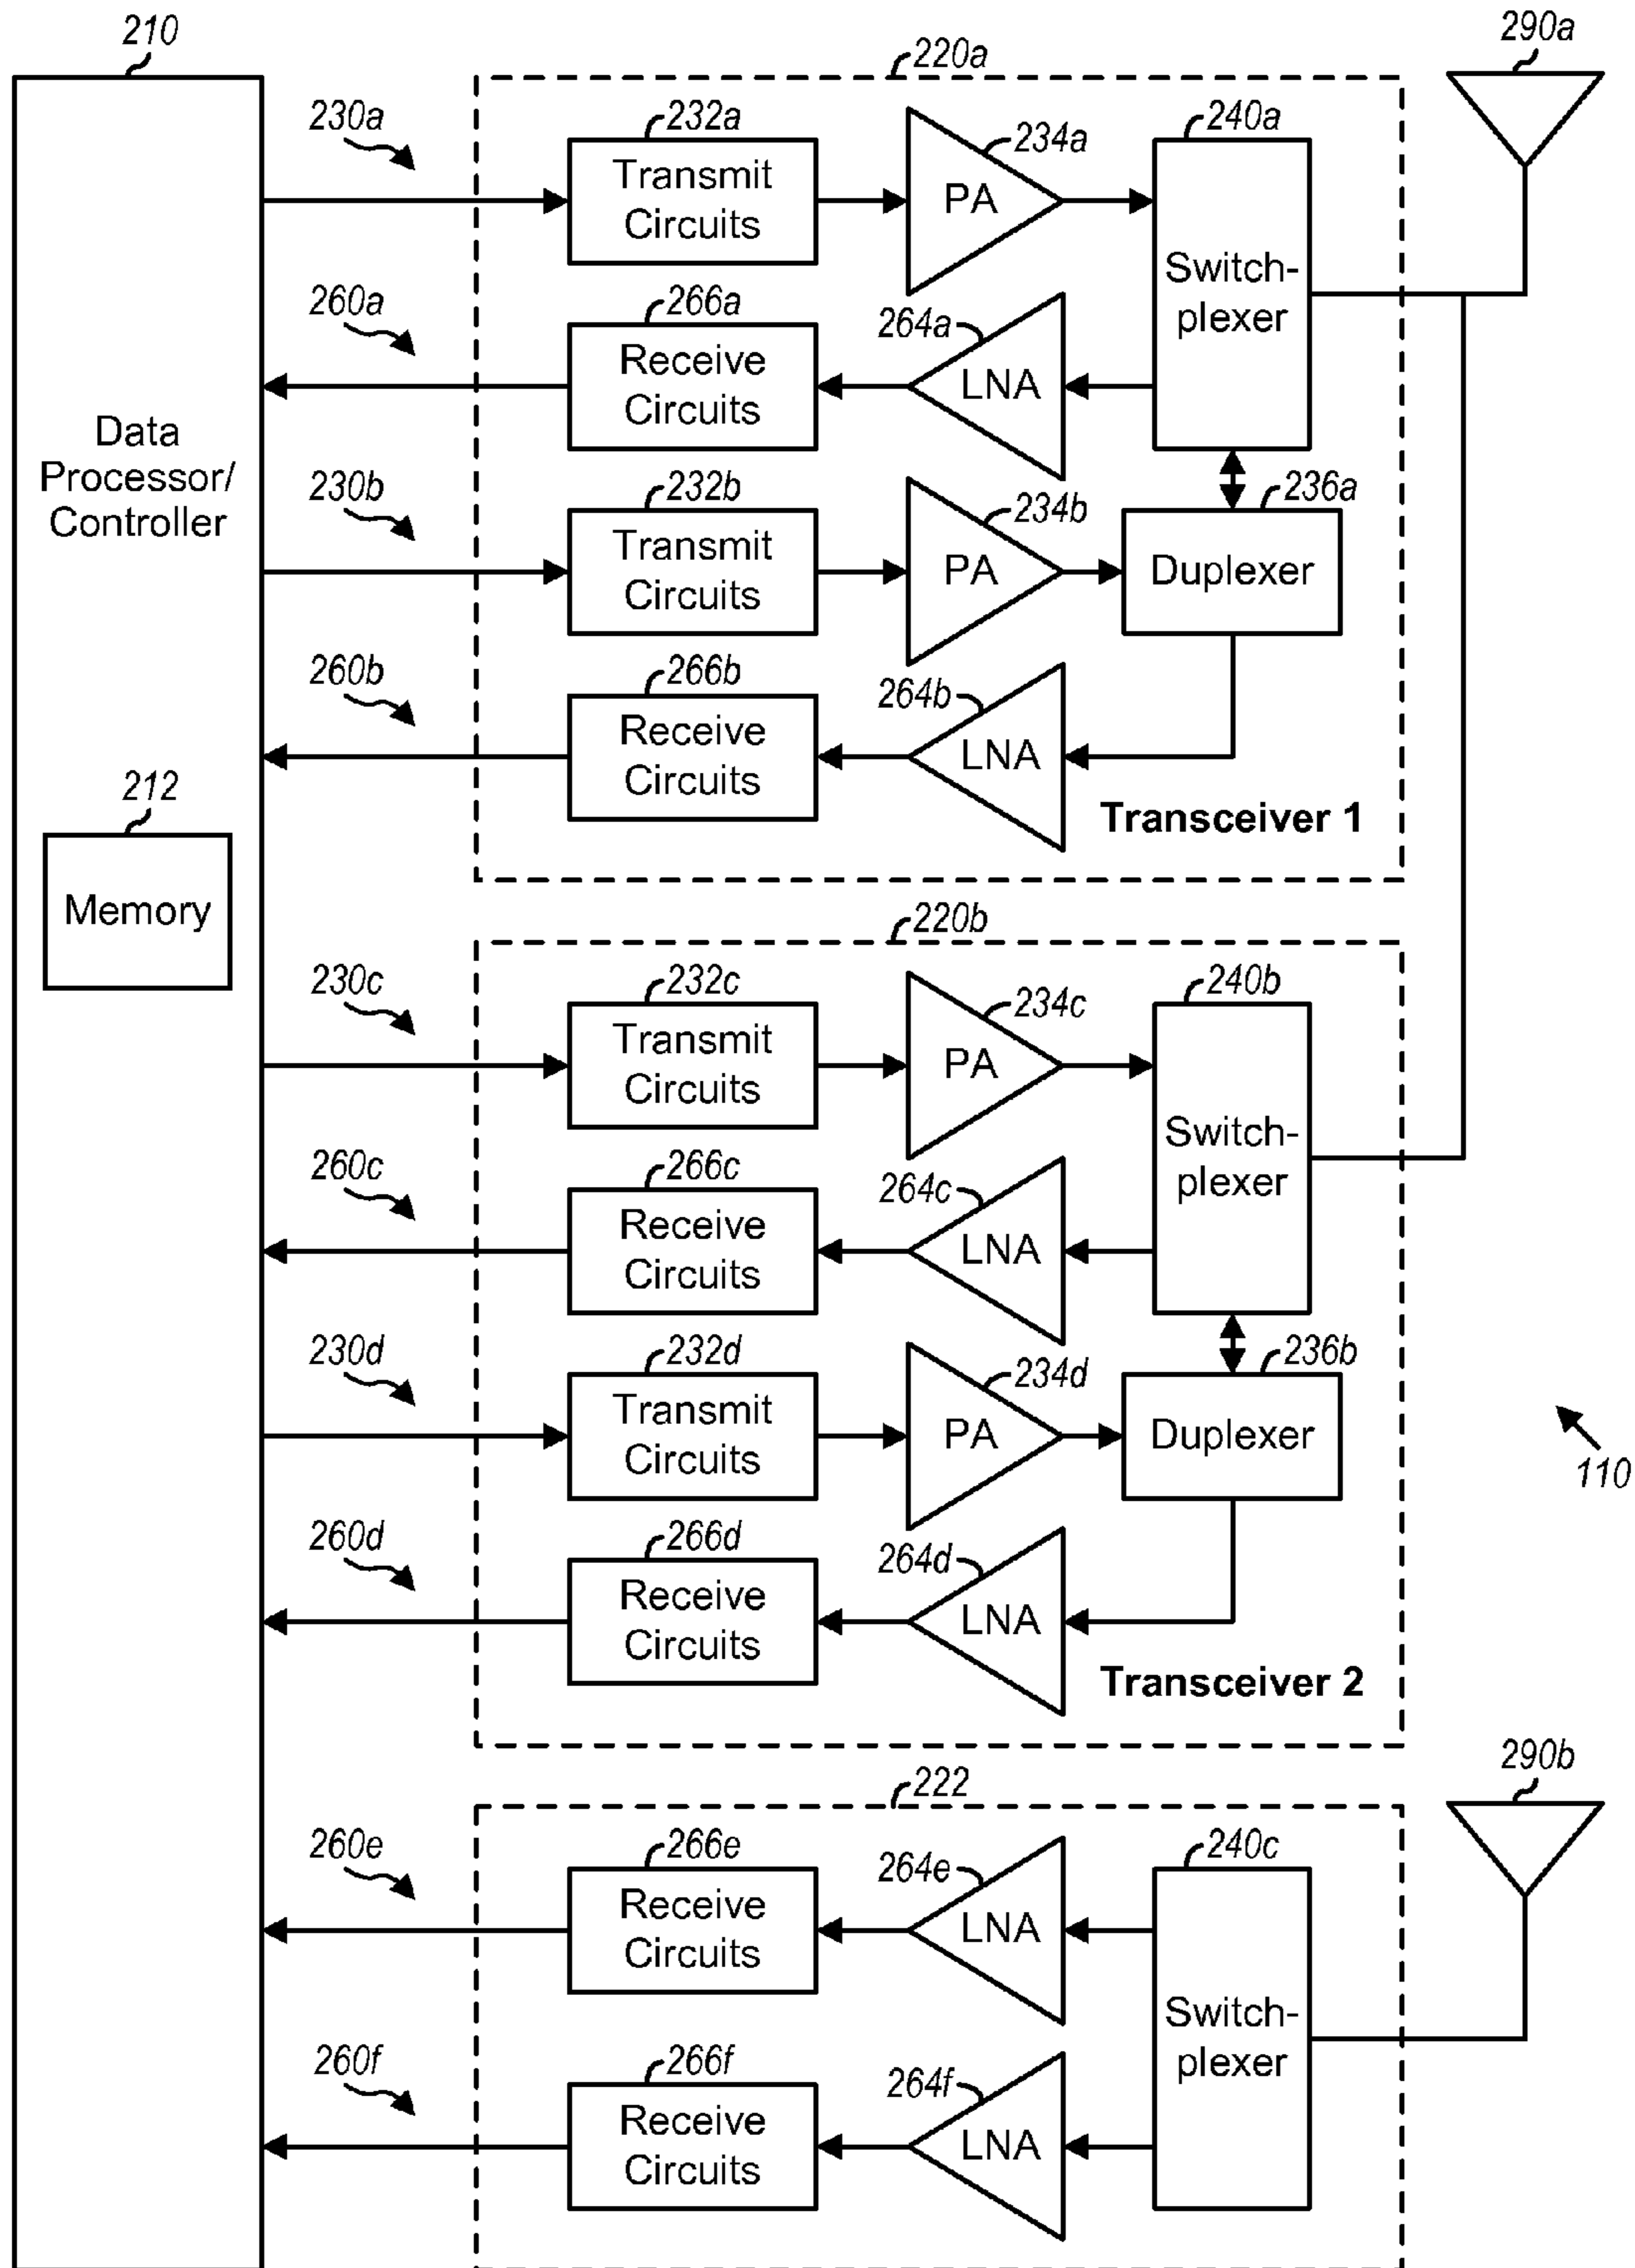 210
220a
290a
230a
232a
234a
240a
Transmit
Circuits
PA
Switch-
plexer
260a
266a
264a
Receive
Circuits
LNA
Data
Processor/
Controller
230b
232b
234b
236a
Transmit
Circuits
PA
Duplexer
260b
266b
264b
Receive
Circuits
LNA
Transceiver 1
212
Memory
220b
230c
232c
234c
240b
Transmit
Circuits
PA
Switch-
plexer
260c
266c
264c
Receive
Circuits
LNA
230d
232d
234d
236b
Transmit
Circuits
PA
Duplexer
110
260d
266d
264d
Receive
Circuits
LNA
Transceiver 2
222
290b
260e
266e
264e
240c
Receive
Circuits
LNA
Switch-
plexer
260f
266f
264f
Receive
Circuits
LNA